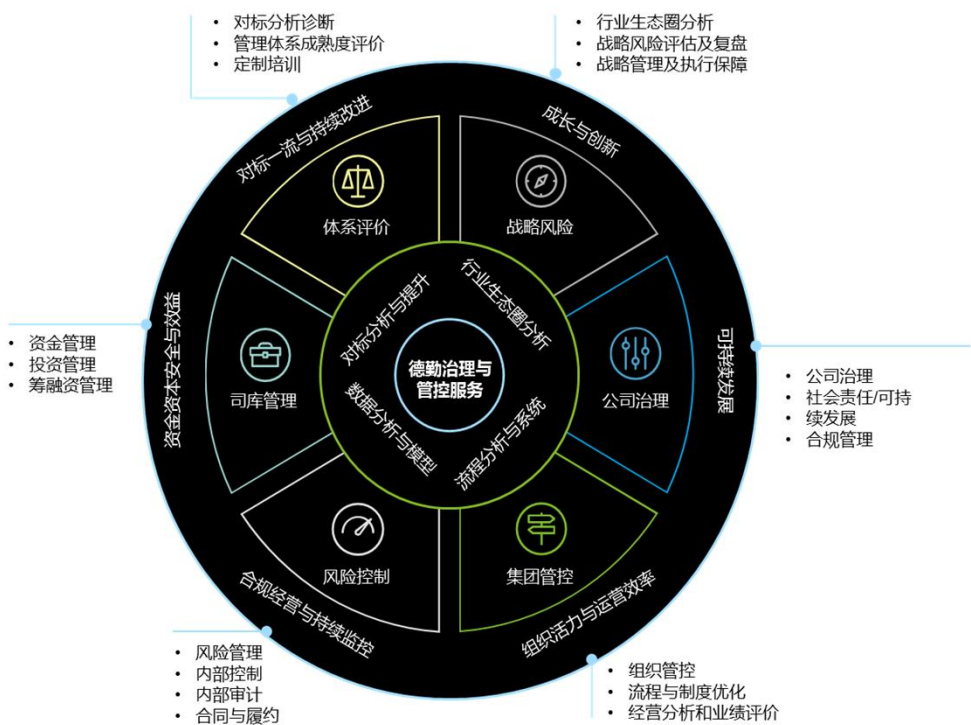 • 对标分析诊断
• 管理体系成熟度评价
• 定制培训
• 行业生态圈分析
• 战略风险评估及复盘
• 战略管理及执行保障
对标一流与持续改进
成长与创新
体系评价
战略风险
对标分析与提升
行业生态圈分析
资金资本安全与效益
• 资金管理
• 投资管理
• 筹融资管理
司库管理
德勤治理与
管控服务
公司治理
可持续发展
• 公司治理
• 社会责任/可持
• 续发展
• 合规管理
数据分析与模型
流程分析与系统
风险控制
集团管控
合规经营与持续监控
组织活力与运营效率
• 风险管理
• 内部控制
• 内部审计
• 合同与履约
• 组织管控
• 流程与制度优化
• 经营分析和业绩评价